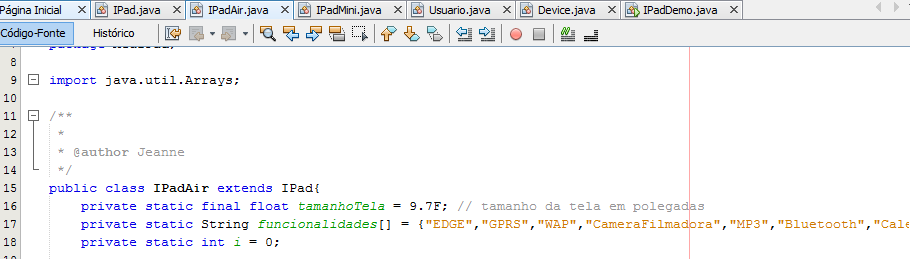 Página Inicial IPad.java IPadAir.java IPadMini.java Usuario.java Device.java IPadDemo.java
Código-Fonte Histórico
8
9 import java.util.Arrays;
10
11 /**
12 *
13 * @author Jeanne
14 */
15 public class IPadAir extends IPad{
16 private static final float tamanhoTela = 9.7F; // tamanho da tela em polegadas
17 private static String funcionalidades[] = {"EDGE","GPRS","WAP","CameraFilmadora","MP3","Bluetooth","Cale
18 private static int i = 0;